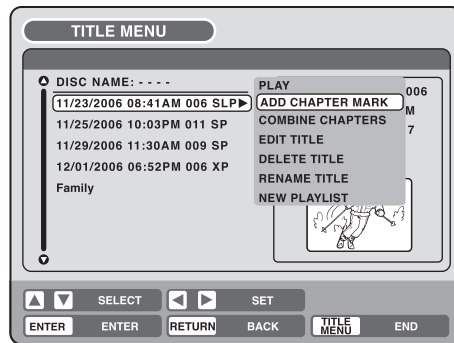 TITLE MENU
DISC NAME: - - - -
11/23/2006 08:41AM 006 SLP
11/25/2006 10:03PM 011 SP
11/29/2006 11:30AM 009 SP
12/01/2006 06:52PM 006 XP
Family
PLAY
ADD CHAPTER MARK
COMBINE CHAPTERS
EDIT TITLE
DELETE TITLE
RENAME TITLE
NEW PLAYLIST
006
M
7
SELECT SET
ENTER ENTER RETURN BACK TITLE MENU END